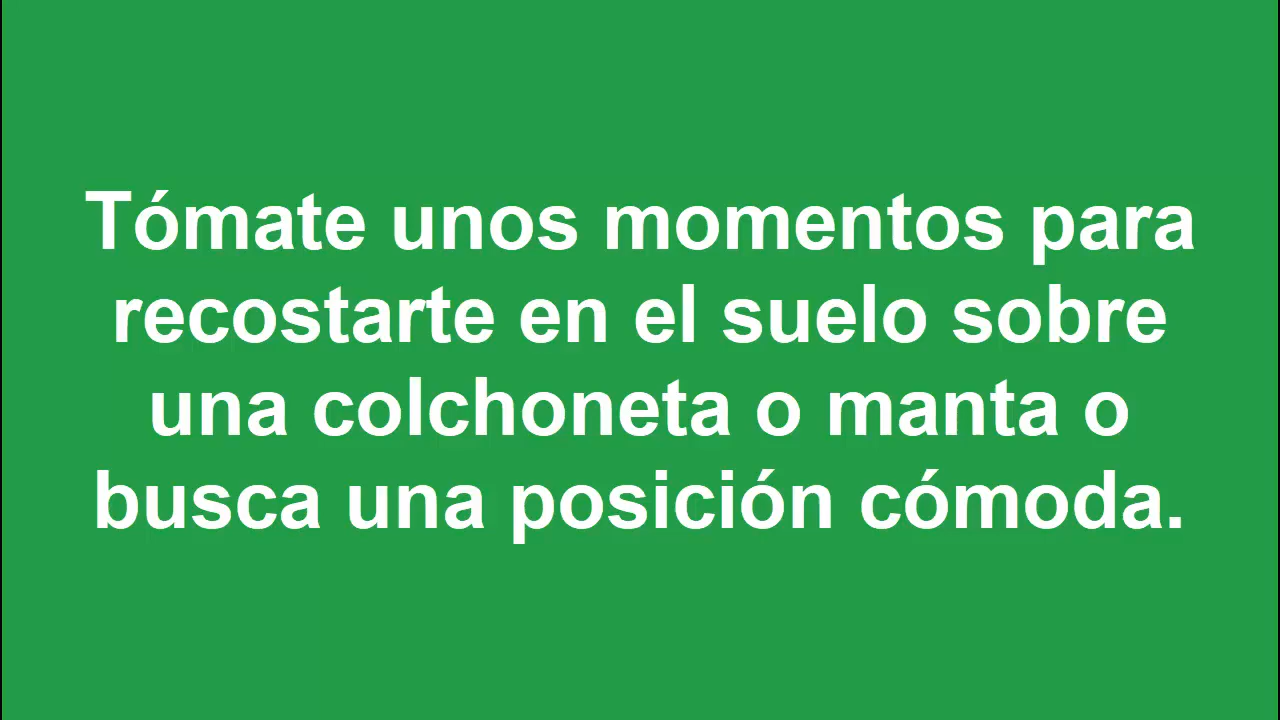 Tómate unos momentos para
recostarte en el suelo sobre
una colchoneta o manta o
busca una posición cómoda.